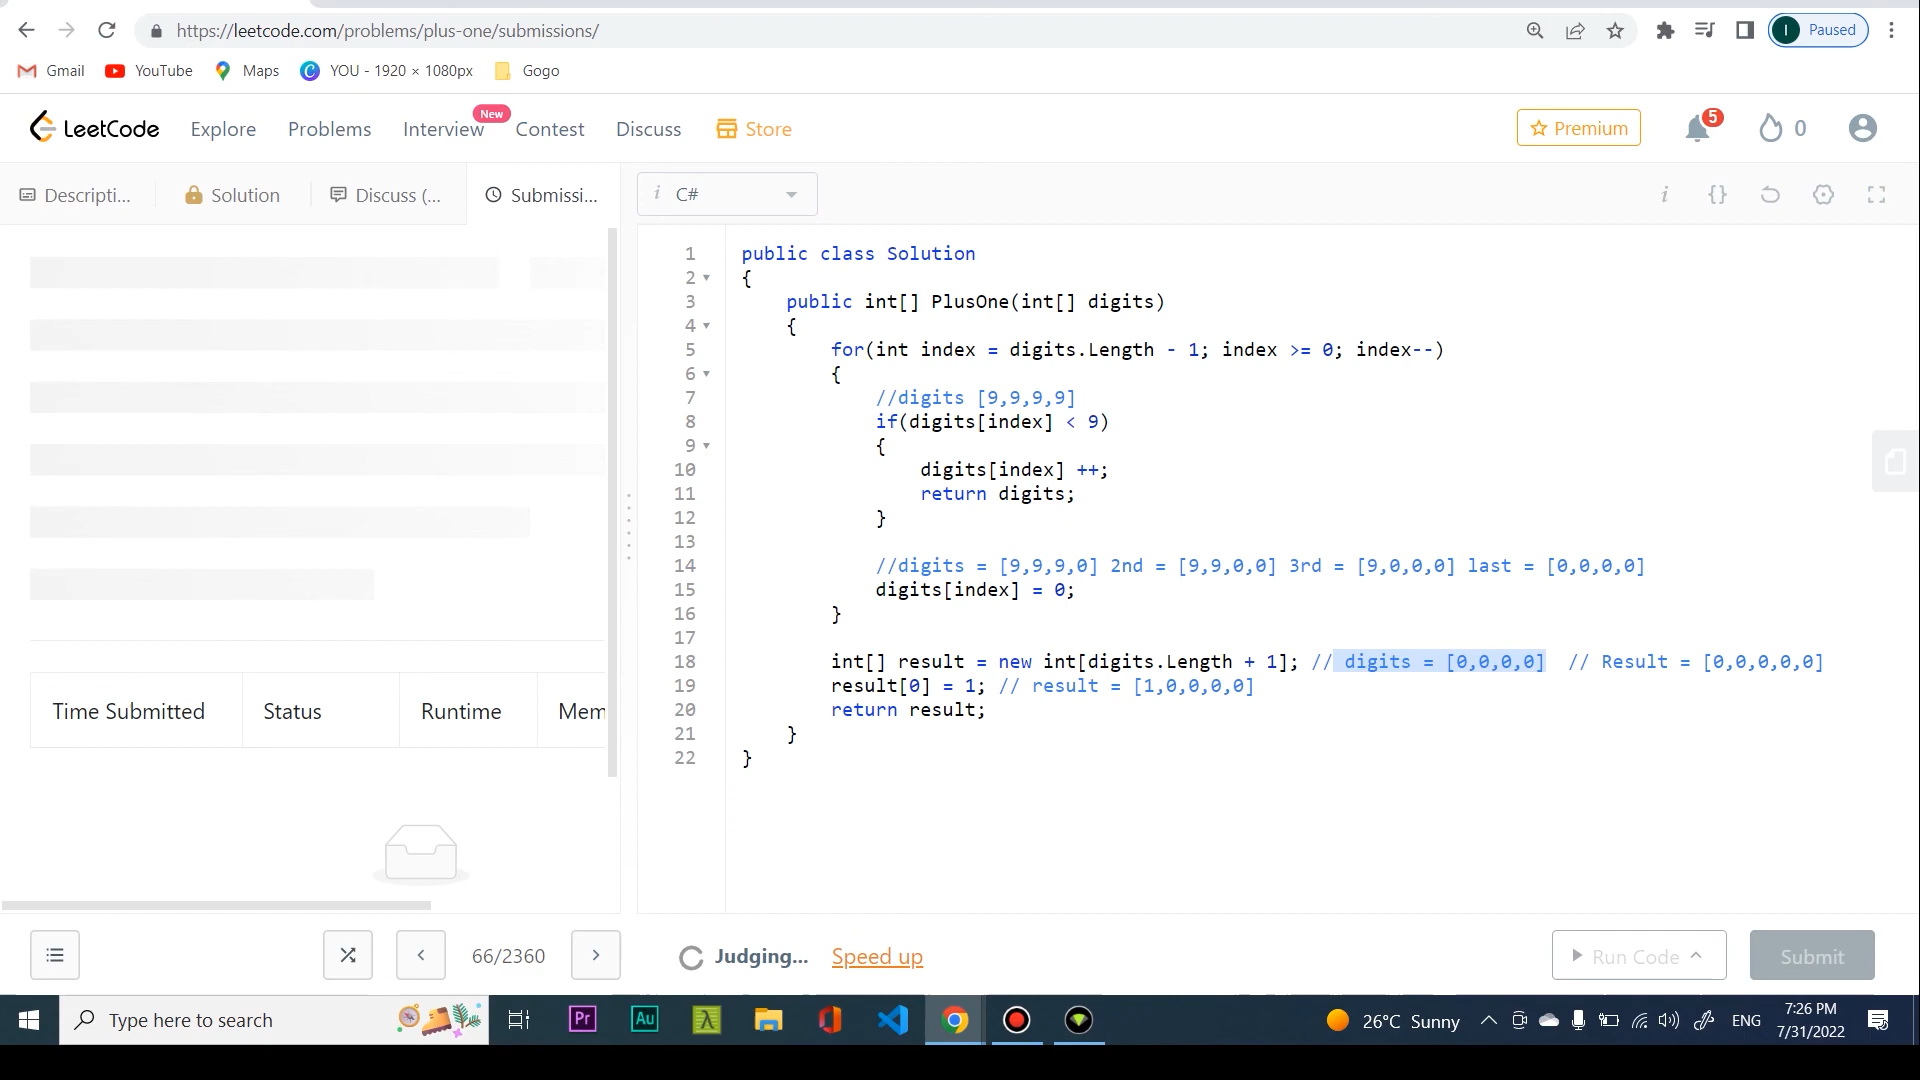 https://leetcode.com/problems/plus-one/submissions/
Paused
I
Gmail
YouTube
Maps
YOU - 1920 × 1080px
Gogo
LeetCode
Explore
Problems
Interview
New
Contest
Discuss
Store
Premium
5
0
Descripti...
Solution
Discuss (...
Submissi...
i C#
i {}
1 public class Solution
2 {
3 public int[] PlusOne(int[] digits)
4 {
5 for(int index = digits.Length - 1; index >= 0; index--)
6 {
7 //digits [9,9,9,9]
8 if(digits[index] < 9)
9 {
10 digits[index] ++;
11 return digits;
12 }
13
14 //digits = [9,9,9,0] 2nd = [9,9,0,0] 3rd = [9,0,0,0] last = [0,0,0,0]
15 digits[index] = 0;
16 }
17
18 int[] result = new int[digits.Length + 1]; // digits = [0,0,0,0] // Result = [0,0,0,0,0]
19 result[0] = 1; // result = [1,0,0,0,0]
20 return result;
21 }
22 }
Time Submitted
Status
Runtime
Mem
66/2360
Judging...
Speed up
Run Code
Submit
Type here to search
Pr
Au
26°C Sunny
ENG
7:26 PM
7/31/2022